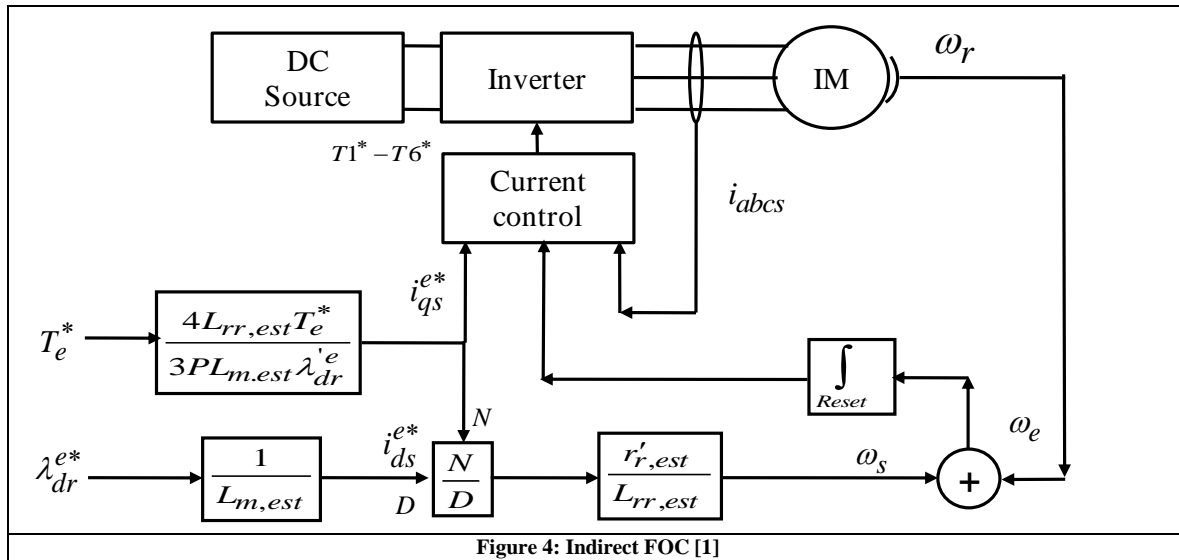 DC
Source
Inverter
IM
ω_r
T1* – T6*
Current
control
i_abcs
i_qs^e*
T_e^*
4L_rr,est T_e^*
3PL_m.est λ_dr^'e
∫
Reset
N
ω_e
λ_dr^e*
1
L_m,est
i_ds^e*
D
N
D
r'_r,est
L_rr,est
ω_s
+
Figure 4: Indirect FOC [1]